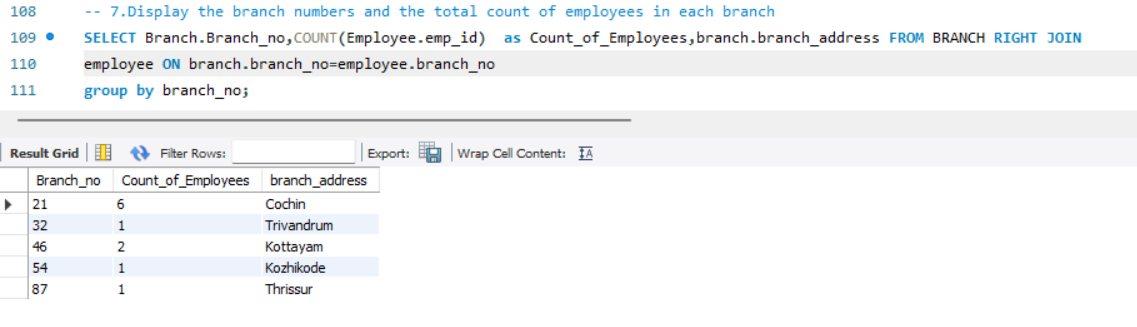 108 -- 7.Display the branch numbers and the total count of employees in each branch
109 SELECT Branch.Branch_no,COUNT(Employee.emp_id)  as Count_of_Employees,branch.branch_address FROM BRANCH RIGHT JOIN
110 employee ON branch.branch_no=employee.branch_no
111 group by branch_no;
Result Grid Filter Rows: Export: Wrap Cell Content: IA
Branch_no Count_of_Employees branch_address
21 6 Cochin
32 1 Trivandrum
46 2 Kottayam
54 1 Kozhikode
87 1 Thrissur